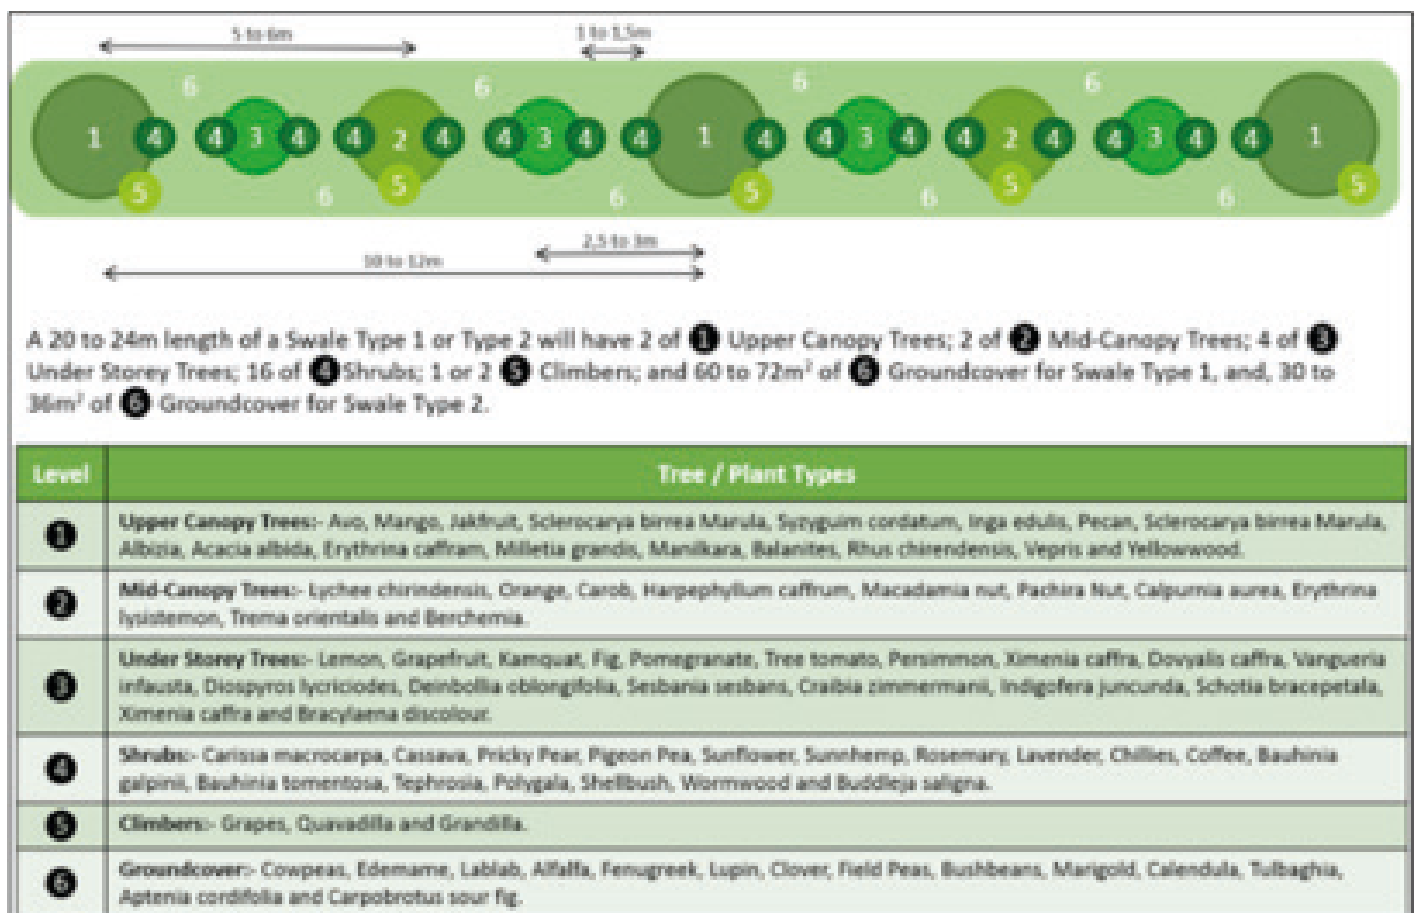 5 to 6m
1 to 1,5m
6 6 6 6
1 4 4 3 4 4 2 4 4 3 4 4 1 4 4 3 4 4 2 4 4 3 4 4 1
5 5 5 5 5
6 6 6 6
2,5 to 3m
10 to 12m
A 20 to 24m length of a Swale Type 1 or Type 2 will have 2 of 1 Upper Canopy Trees; 2 of 2 Mid-Canopy Trees; 4 of 3
Under Storey Trees; 16 of 4 Shrubs; 1 or 2 5 Climbers; and 60 to 72m² of 6 Groundcover for Swale Type 1, and, 30 to
36m² of 6 Groundcover for Swale Type 2.
Level Tree / Plant Types
1
Upper Canopy Trees:- Avo, Mango, Jakfruit, Sclerocarya birrea Marula, Syzyguim cordatum, Inga edulis, Pecan, Sclerocarya birrea Marula,
Albizia, Acacia albida, Erythrina caffram, Milletia grandis, Manilkara, Balanites, Rhus chirendensis, Vepris and Yellowwood.
2
Mid-Canopy Trees:- Lychee chirindensis, Orange, Carob, Harpephyllum caffrum, Macadamia nut, Pachira Nut, Calpurnia aurea, Erythrina
lysistemon, Trema orientalis and Berchemia.
3
Under Storey Trees:- Lemon, Grapefruit, Kamquat, Fig, Pomegranate, Tree tomato, Persimmon, Ximenia caffra, Dovyalis caffra, Vangueria
infausta, Diospyros lycriciodes, Deinbollia oblongifolia, Sesbania sesbans, Craibia zimmermanii, Indigofera juncunda, Schotia bracepetala,
Ximenia caffra and Bracylaena discolour.
4
Shrubs:- Carissa macrocarpa, Cassava, Pricky Pear, Pigeon Pea, Sunflower, Sunnhemp, Rosemary, Lavender, Chillies, Coffee, Bauhinia
galpinii, Bauhinia tomentosa, Tephrosia, Polygala, Shellbush, Wormwood and Buddleja saligna.
5
Climbers:- Grapes, Quavadilla and Grandilla.
6
Groundcover:- Cowpeas, Edemame, Lablab, Alfalfa, Fenugreek, Lupin, Clover, Field Peas, Bushbeans, Marigold, Calendula, Tulbaghia,
Aptenia cordifolia and Carpobrotus sour fig.